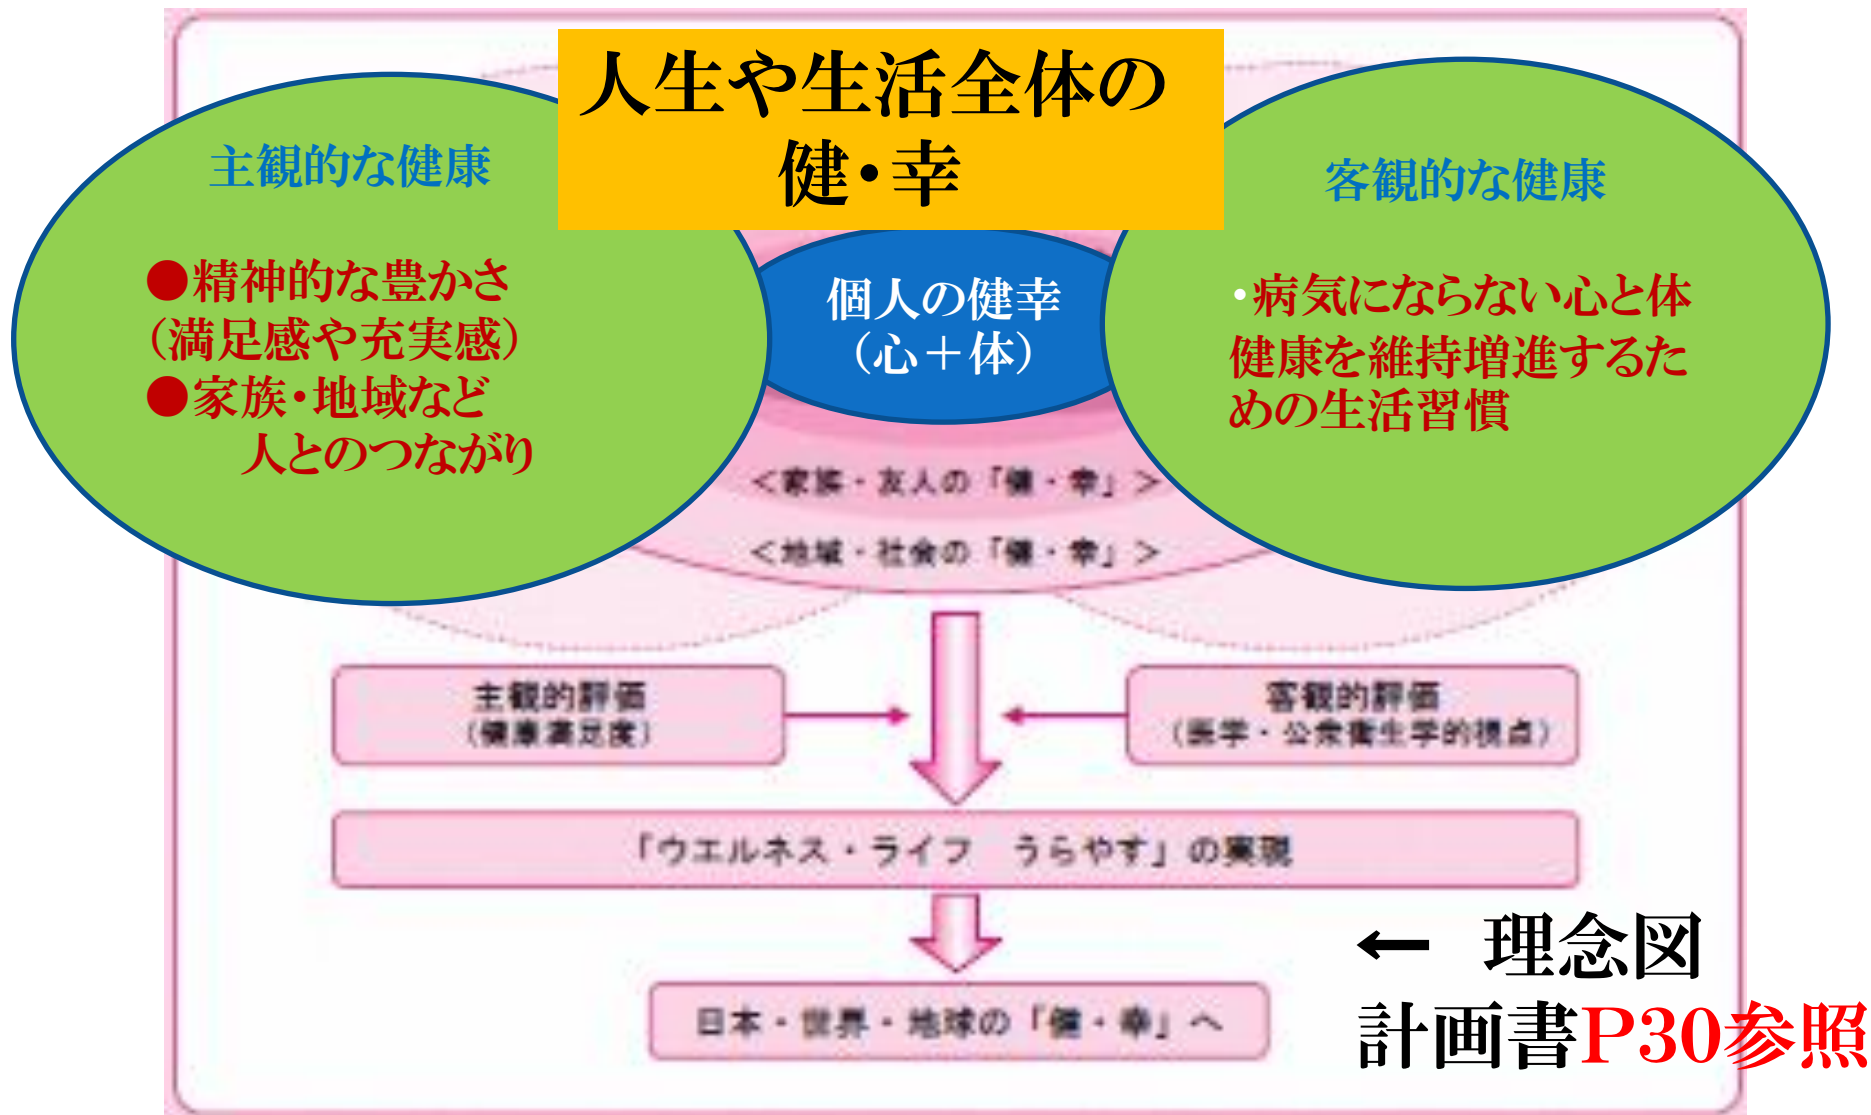 人生や生活全体の
健・幸
主観的な健康
●精神的な豊かさ
（満足感や充実感）
●家族・地域など
人とのつながり
個人の健幸
（心＋体）
客観的な健康
・病気にならない心と体
健康を維持増進するた
めの生活習慣
＜家族・友人の「健・幸」＞
＜地域・社会の「健・幸」＞
主観的評価
（健康満足度）
客観的評価
（医学・公衆衛生学的視点）
「ウエルネス・ライフ　うらやす」の実現
日本・世界・地球の「健・幸」へ
←　理念図
計画書P30参照